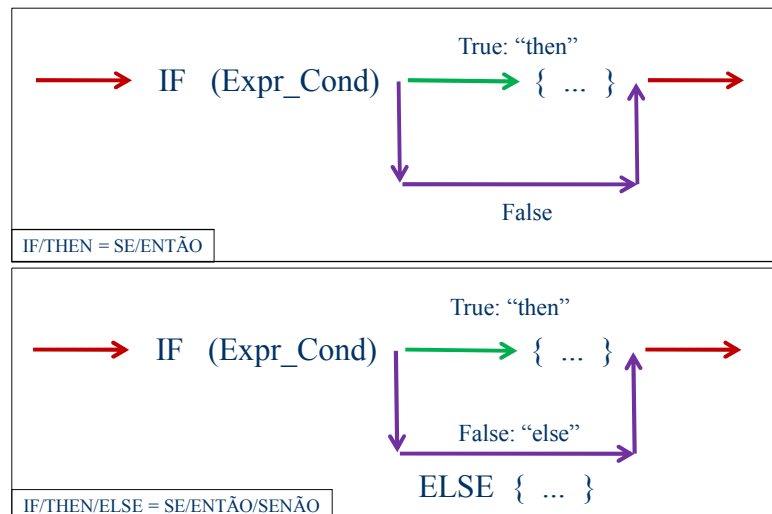 True: “then”
IF (Expr_Cond) { ... }
False
IF/THEN = SE/ENTÃO
True: “then”
IF (Expr_Cond) { ... }
False: “else”
ELSE { ... }
IF/THEN/ELSE = SE/ENTÃO/SENÃO